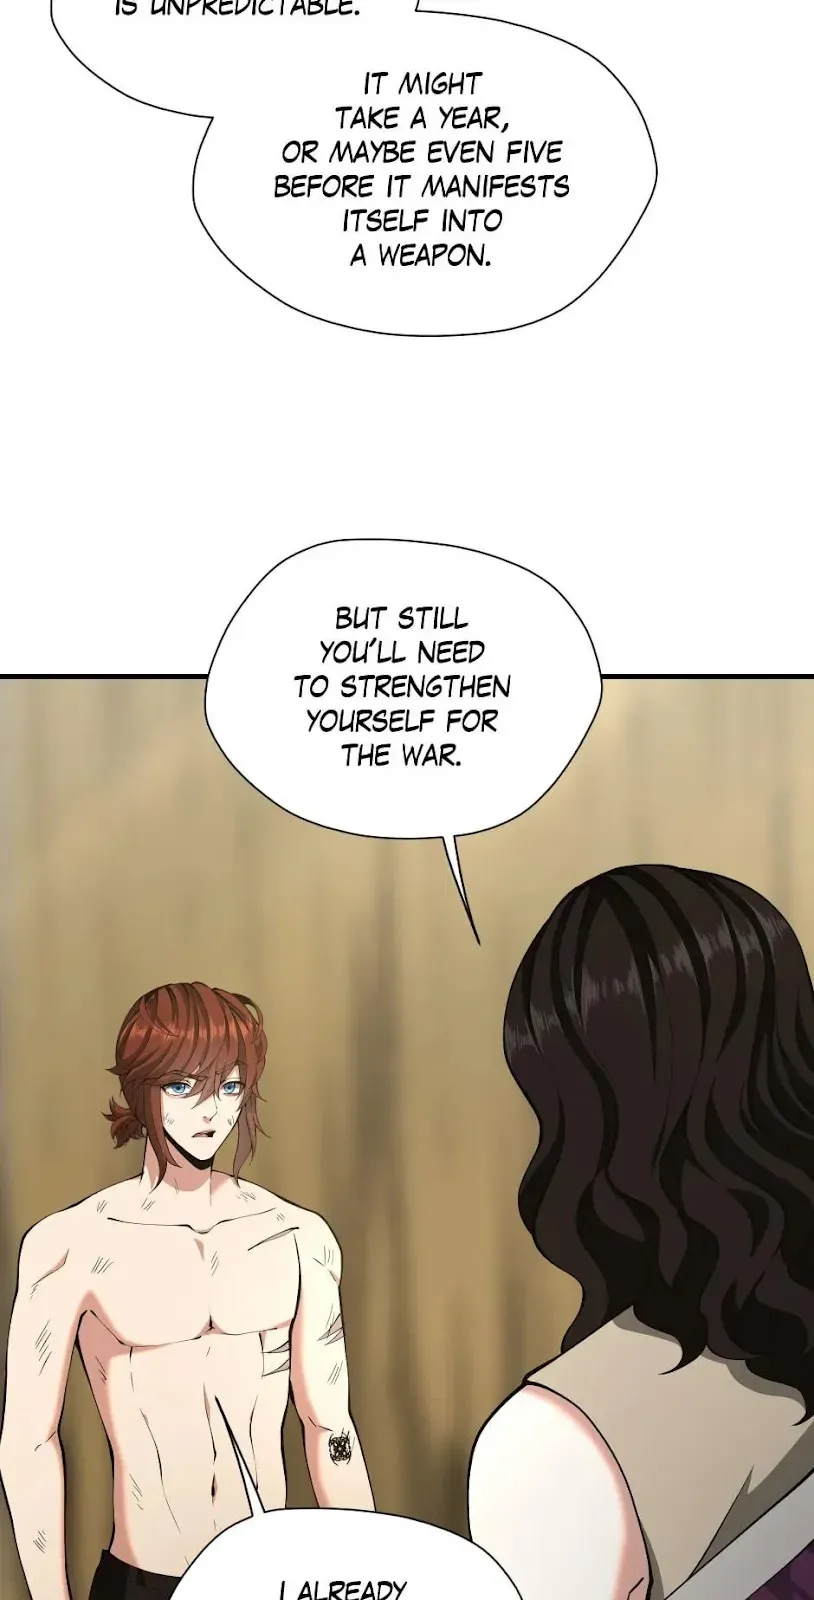 IS UNPREDICTABLE.
IT MIGHT
TAKE A YEAR,
OR MAYBE EVEN FIVE
BEFORE IT MANIFESTS
ITSELF INTO
A WEAPON.
BUT STILL
YOU'LL NEED
TO STRENGTHEN
YOURSELF FOR
THE WAR.
I ALREADY